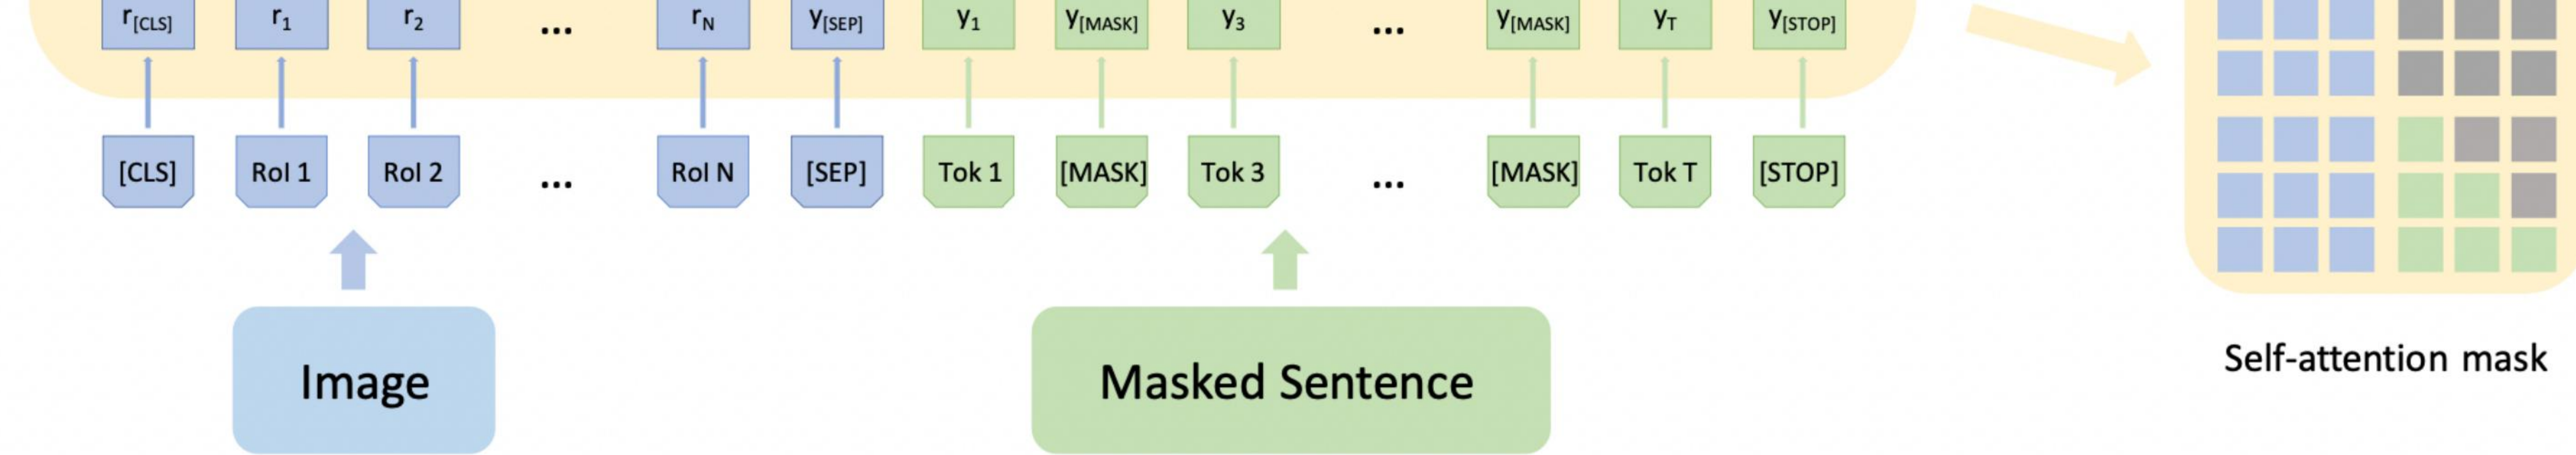 r[CLS] r1 r2 ... rN y[SEP] y1 y[MASK] y3 ... y[MASK] yT y[STOP]
[CLS] RoI 1 RoI 2 ... RoI N [SEP] Tok 1 [MASK] Tok 3 ... [MASK] Tok T [STOP]
Image
Masked Sentence
Self-attention mask